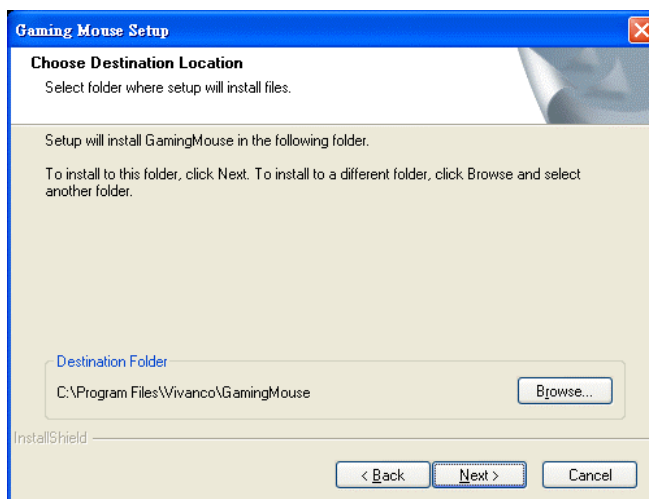 Gaming Mouse Setup
Choose Destination Location
Select folder where setup will install files.
Setup will install GamingMouse in the following folder.
To install to this folder, click Next. To install to a different folder, click Browse and select
another folder.
Destination Folder
C:\Program Files\Vivanco\GamingMouse
Browse...
InstallShield
< Back
Next >
Cancel